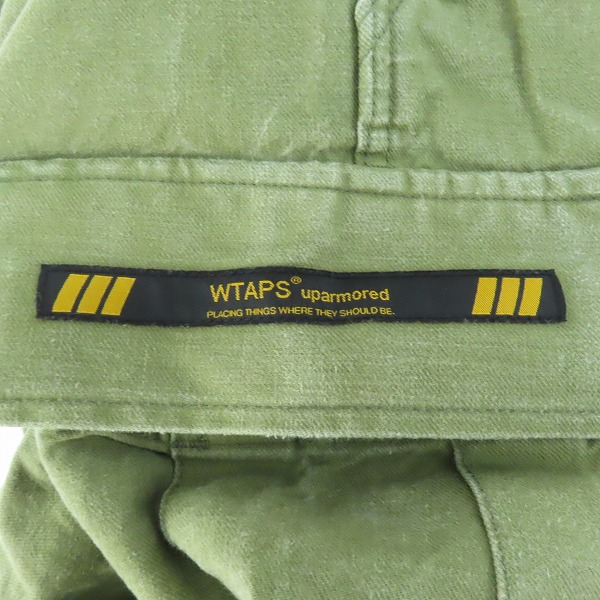 WTAPS® uparmored
PLACING THINGS WHERE THEY SHOULD BE.